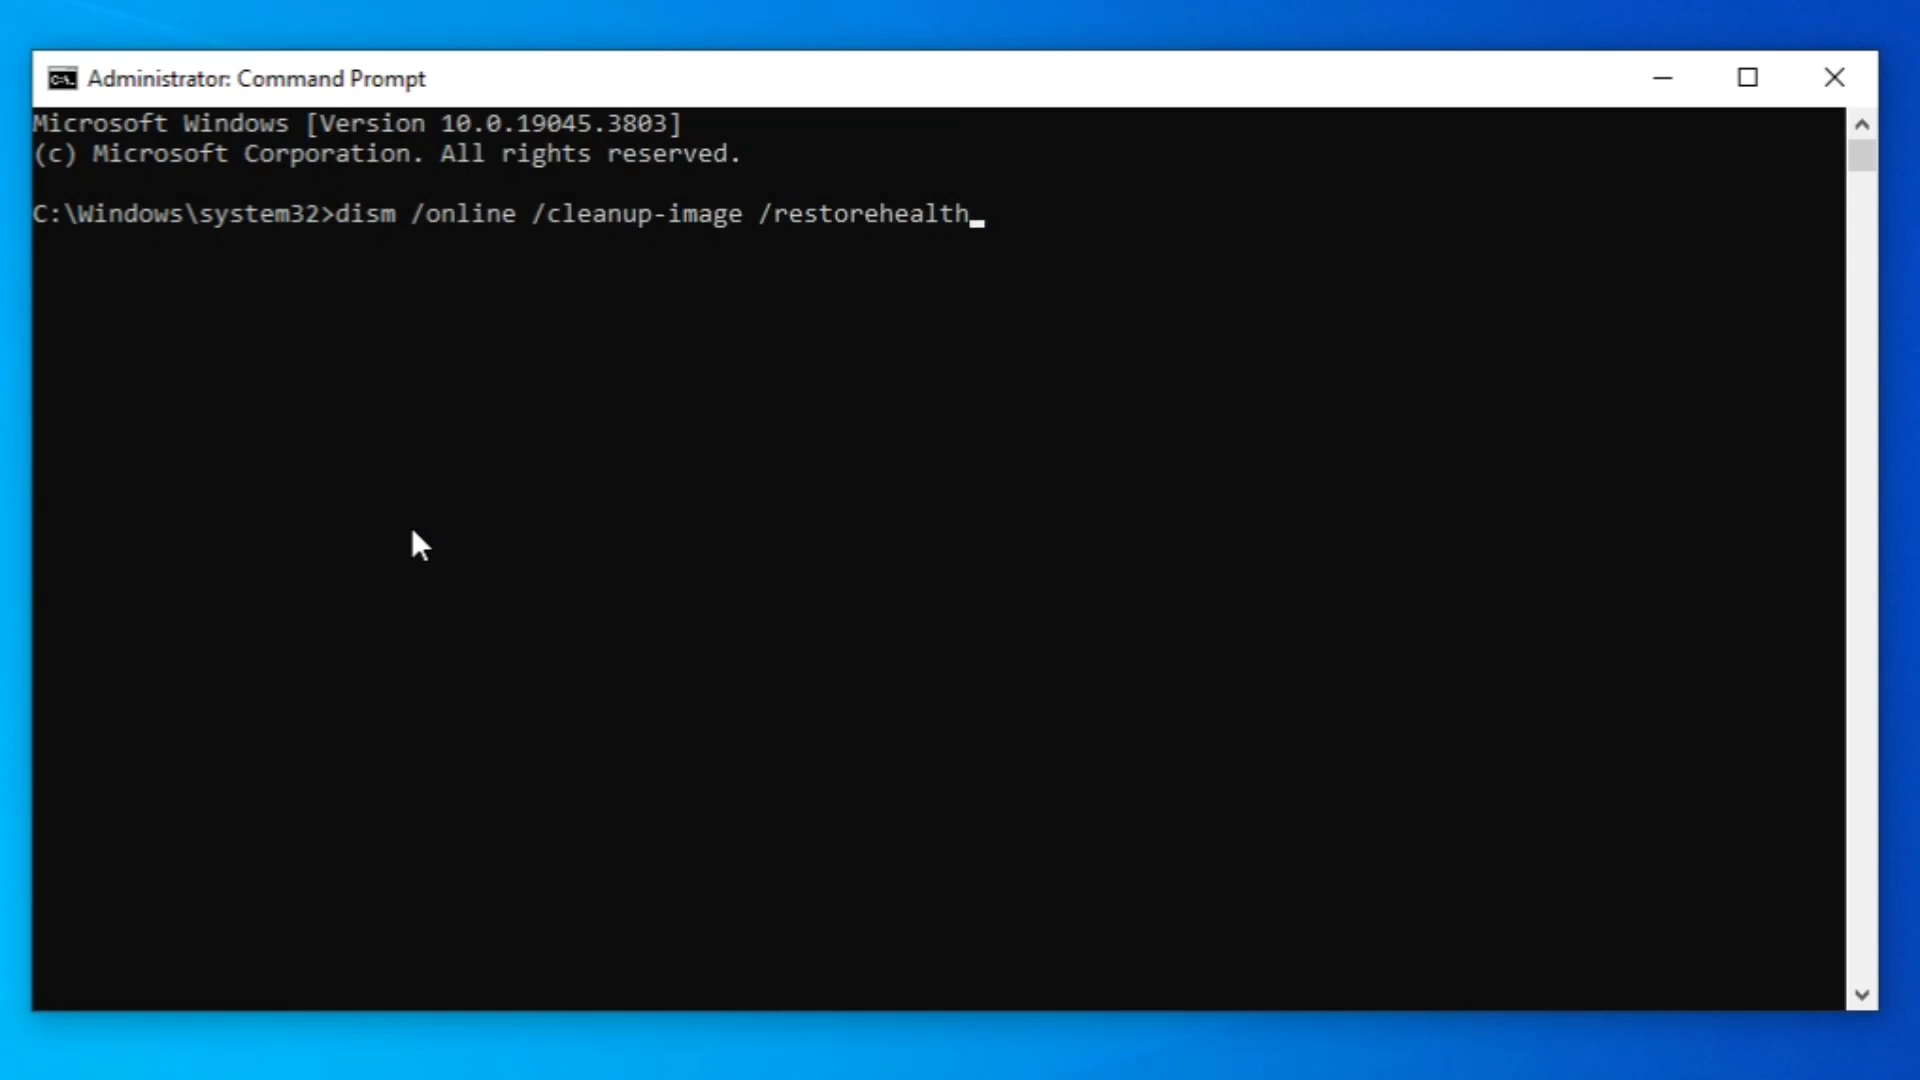 Administrator: Command Prompt
Microsoft Windows [Version 10.0.19045.3803]
(c) Microsoft Corporation. All rights reserved.
C:\Windows\system32>dism /online /cleanup-image /restorehealth